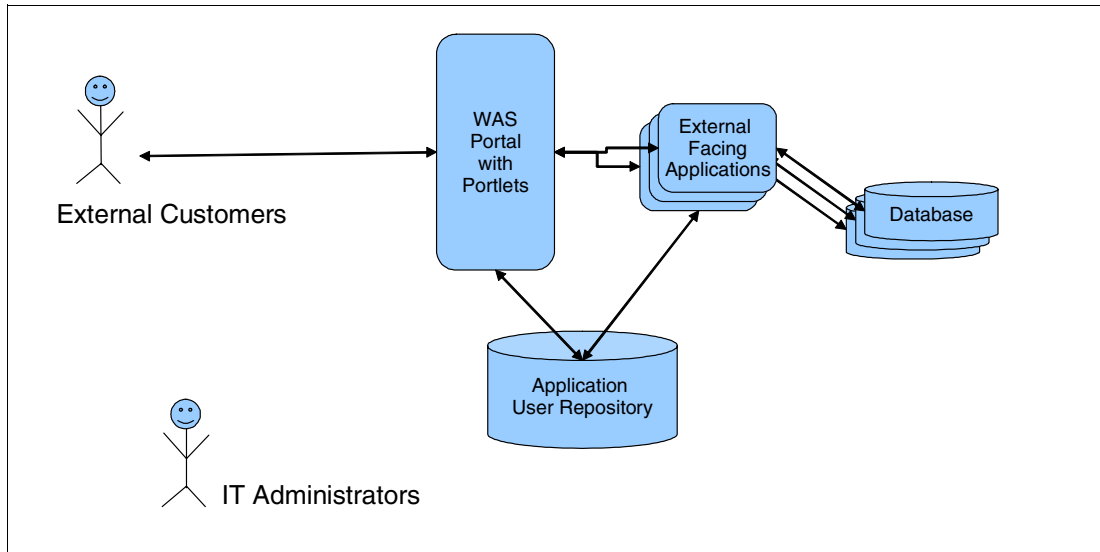 WAS
Portal
with
Portlets
External
Facing
Applications
Database
External Customers
Application
User Repository
IT Administrators